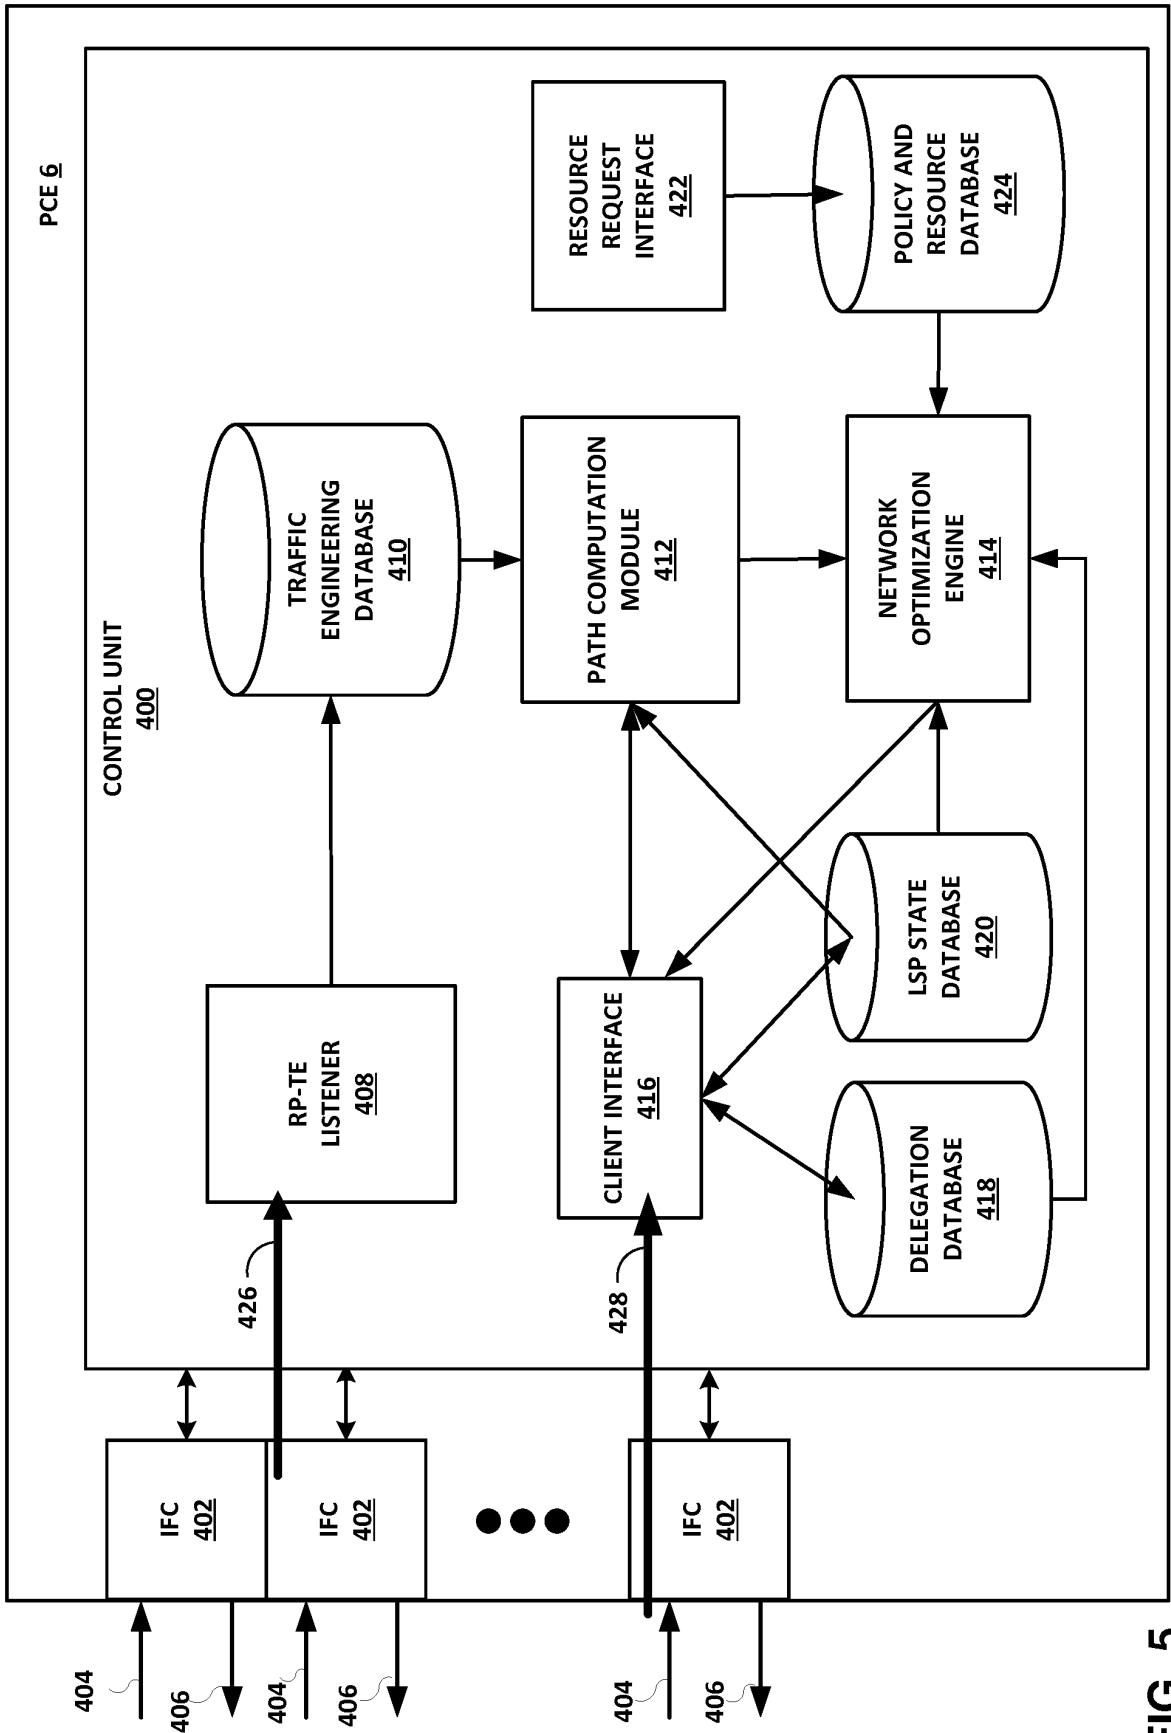 PCE 6
CONTROL UNIT
400
404
IFC
402
406
404
IFC
402
406
426
RP-TE
LISTENER
408
TRAFFIC
ENGINEERING
DATABASE
410
404
IFC
402
406
428
CLIENT INTERFACE
416
PATH COMPUTATION
MODULE
412
RESOURCE
REQUEST
INTERFACE
422
DELEGATION
DATABASE
418
LSP STATE
DATABASE
420
NETWORK
OPTIMIZATION
ENGINE
414
POLICY AND
RESOURCE
DATABASE
424
FIG. 5